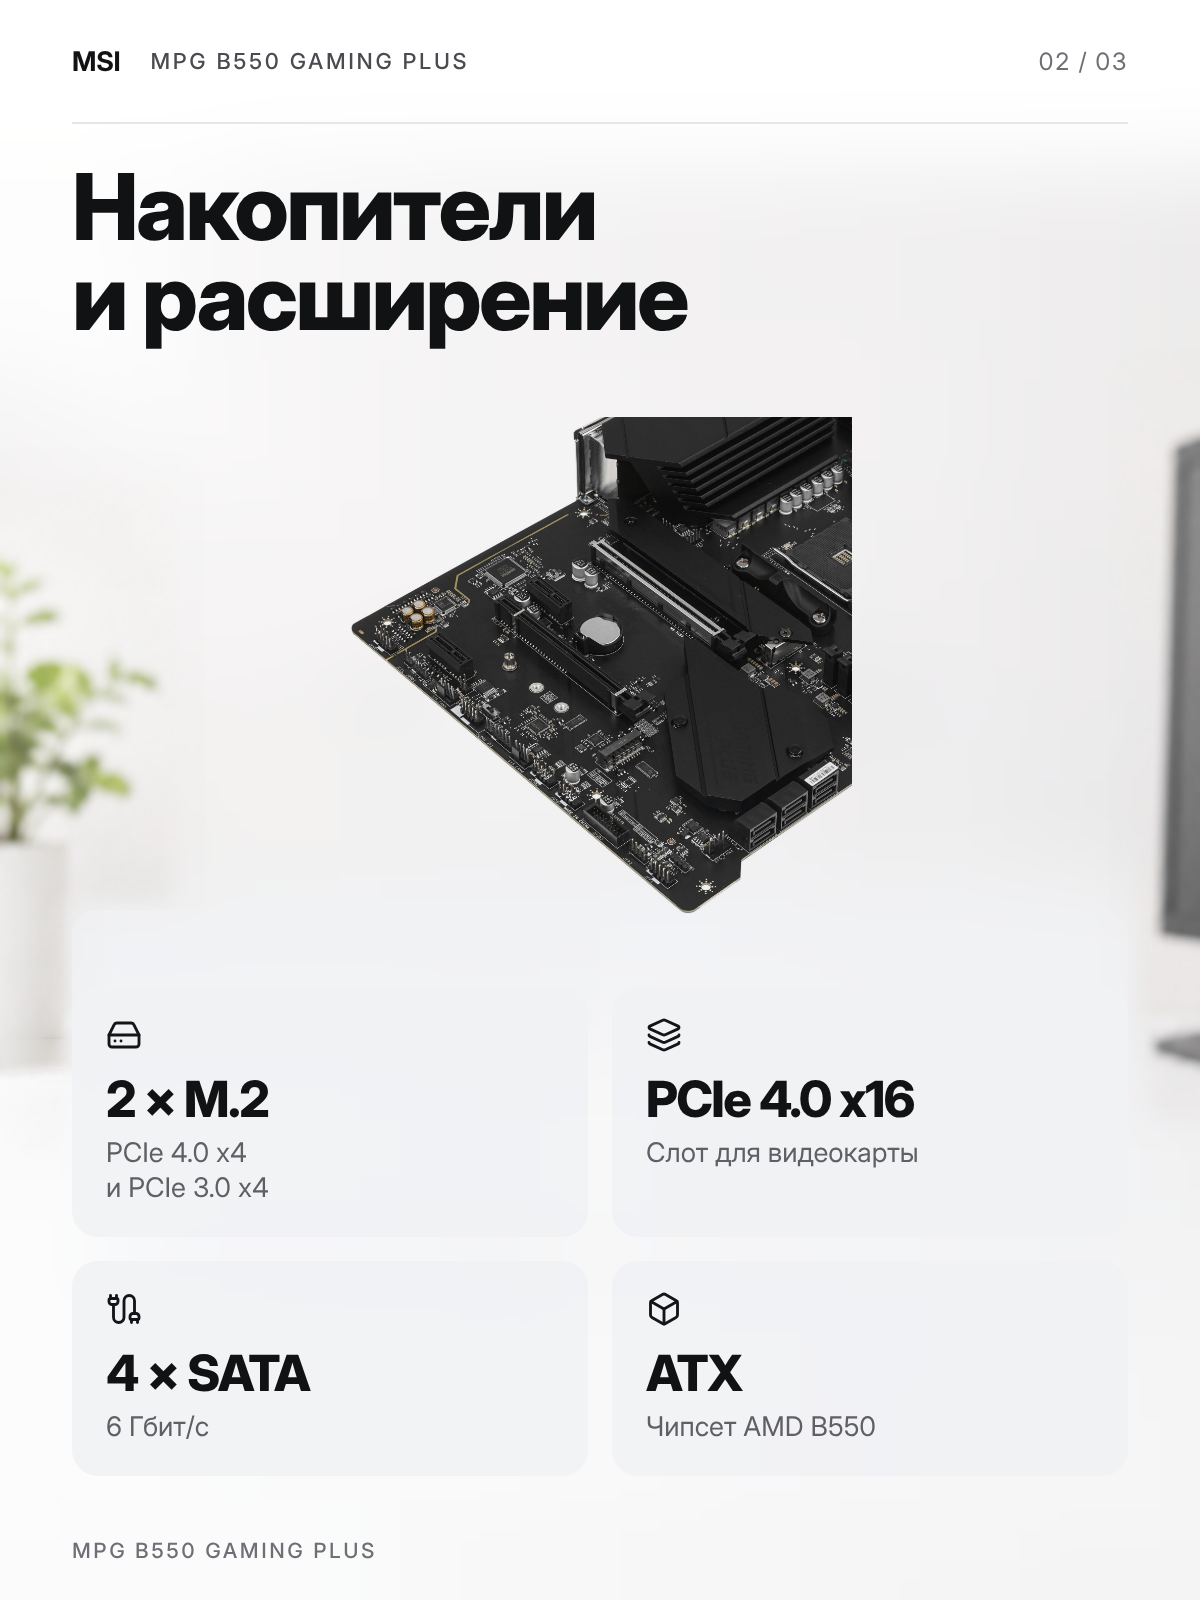 MSI MPG B550 GAMING PLUS 02 / 03
Накопители
и расширение
2 × M.2
PCIe 4.0 x4
и PCIe 3.0 x4
PCIe 4.0 x16
Слот для видеокарты
4 × SATA
6 Гбит/с
ATX
Чипсет AMD B550
MPG B550 GAMING PLUS